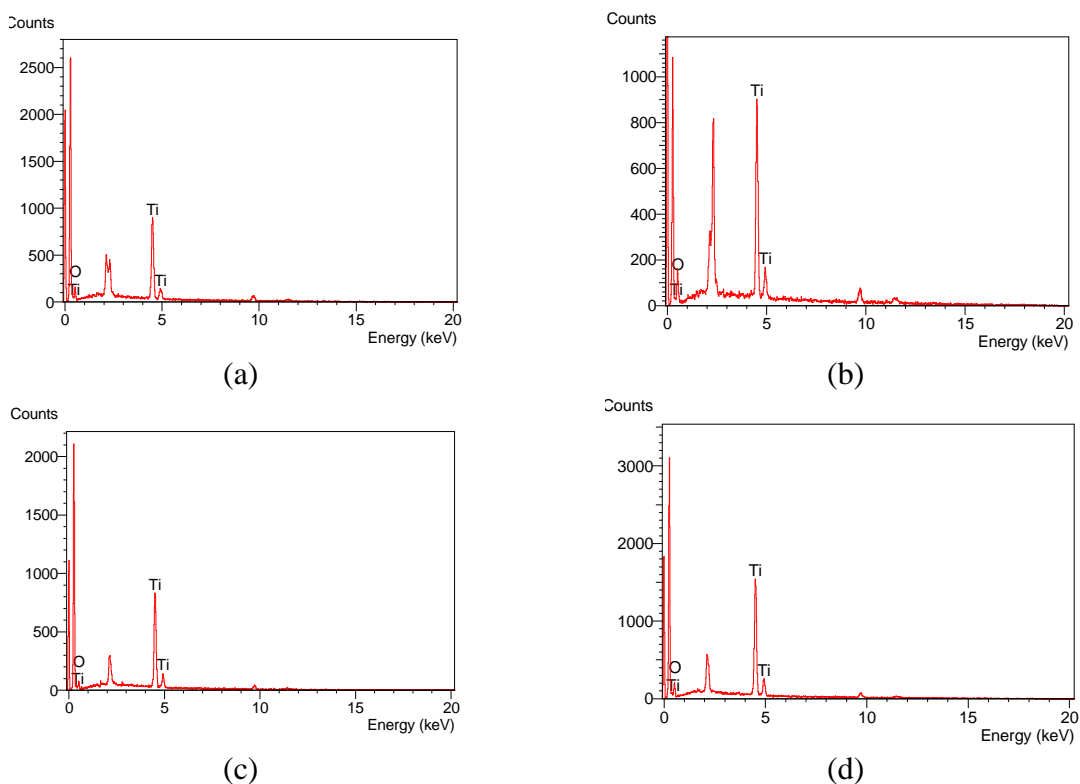 Counts
2500
2000
1500
1000
500
0
Ti
O
Ti
Ti
0 5 10 15 20
Energy (keV)
(a)
Counts
1000
800
600
400
200
0
Ti
O
Ti
Ti
0 5 10 15 20
Energy (keV)
(b)
Counts
2000
1500
1000
500
0
Ti
O
Ti
Ti
0 5 10 15 20
Energy (keV)
(c)
Counts
3000
2000
1000
0
Ti
O
Ti
Ti
0 5 10 15 20
Energy (keV)
(d)